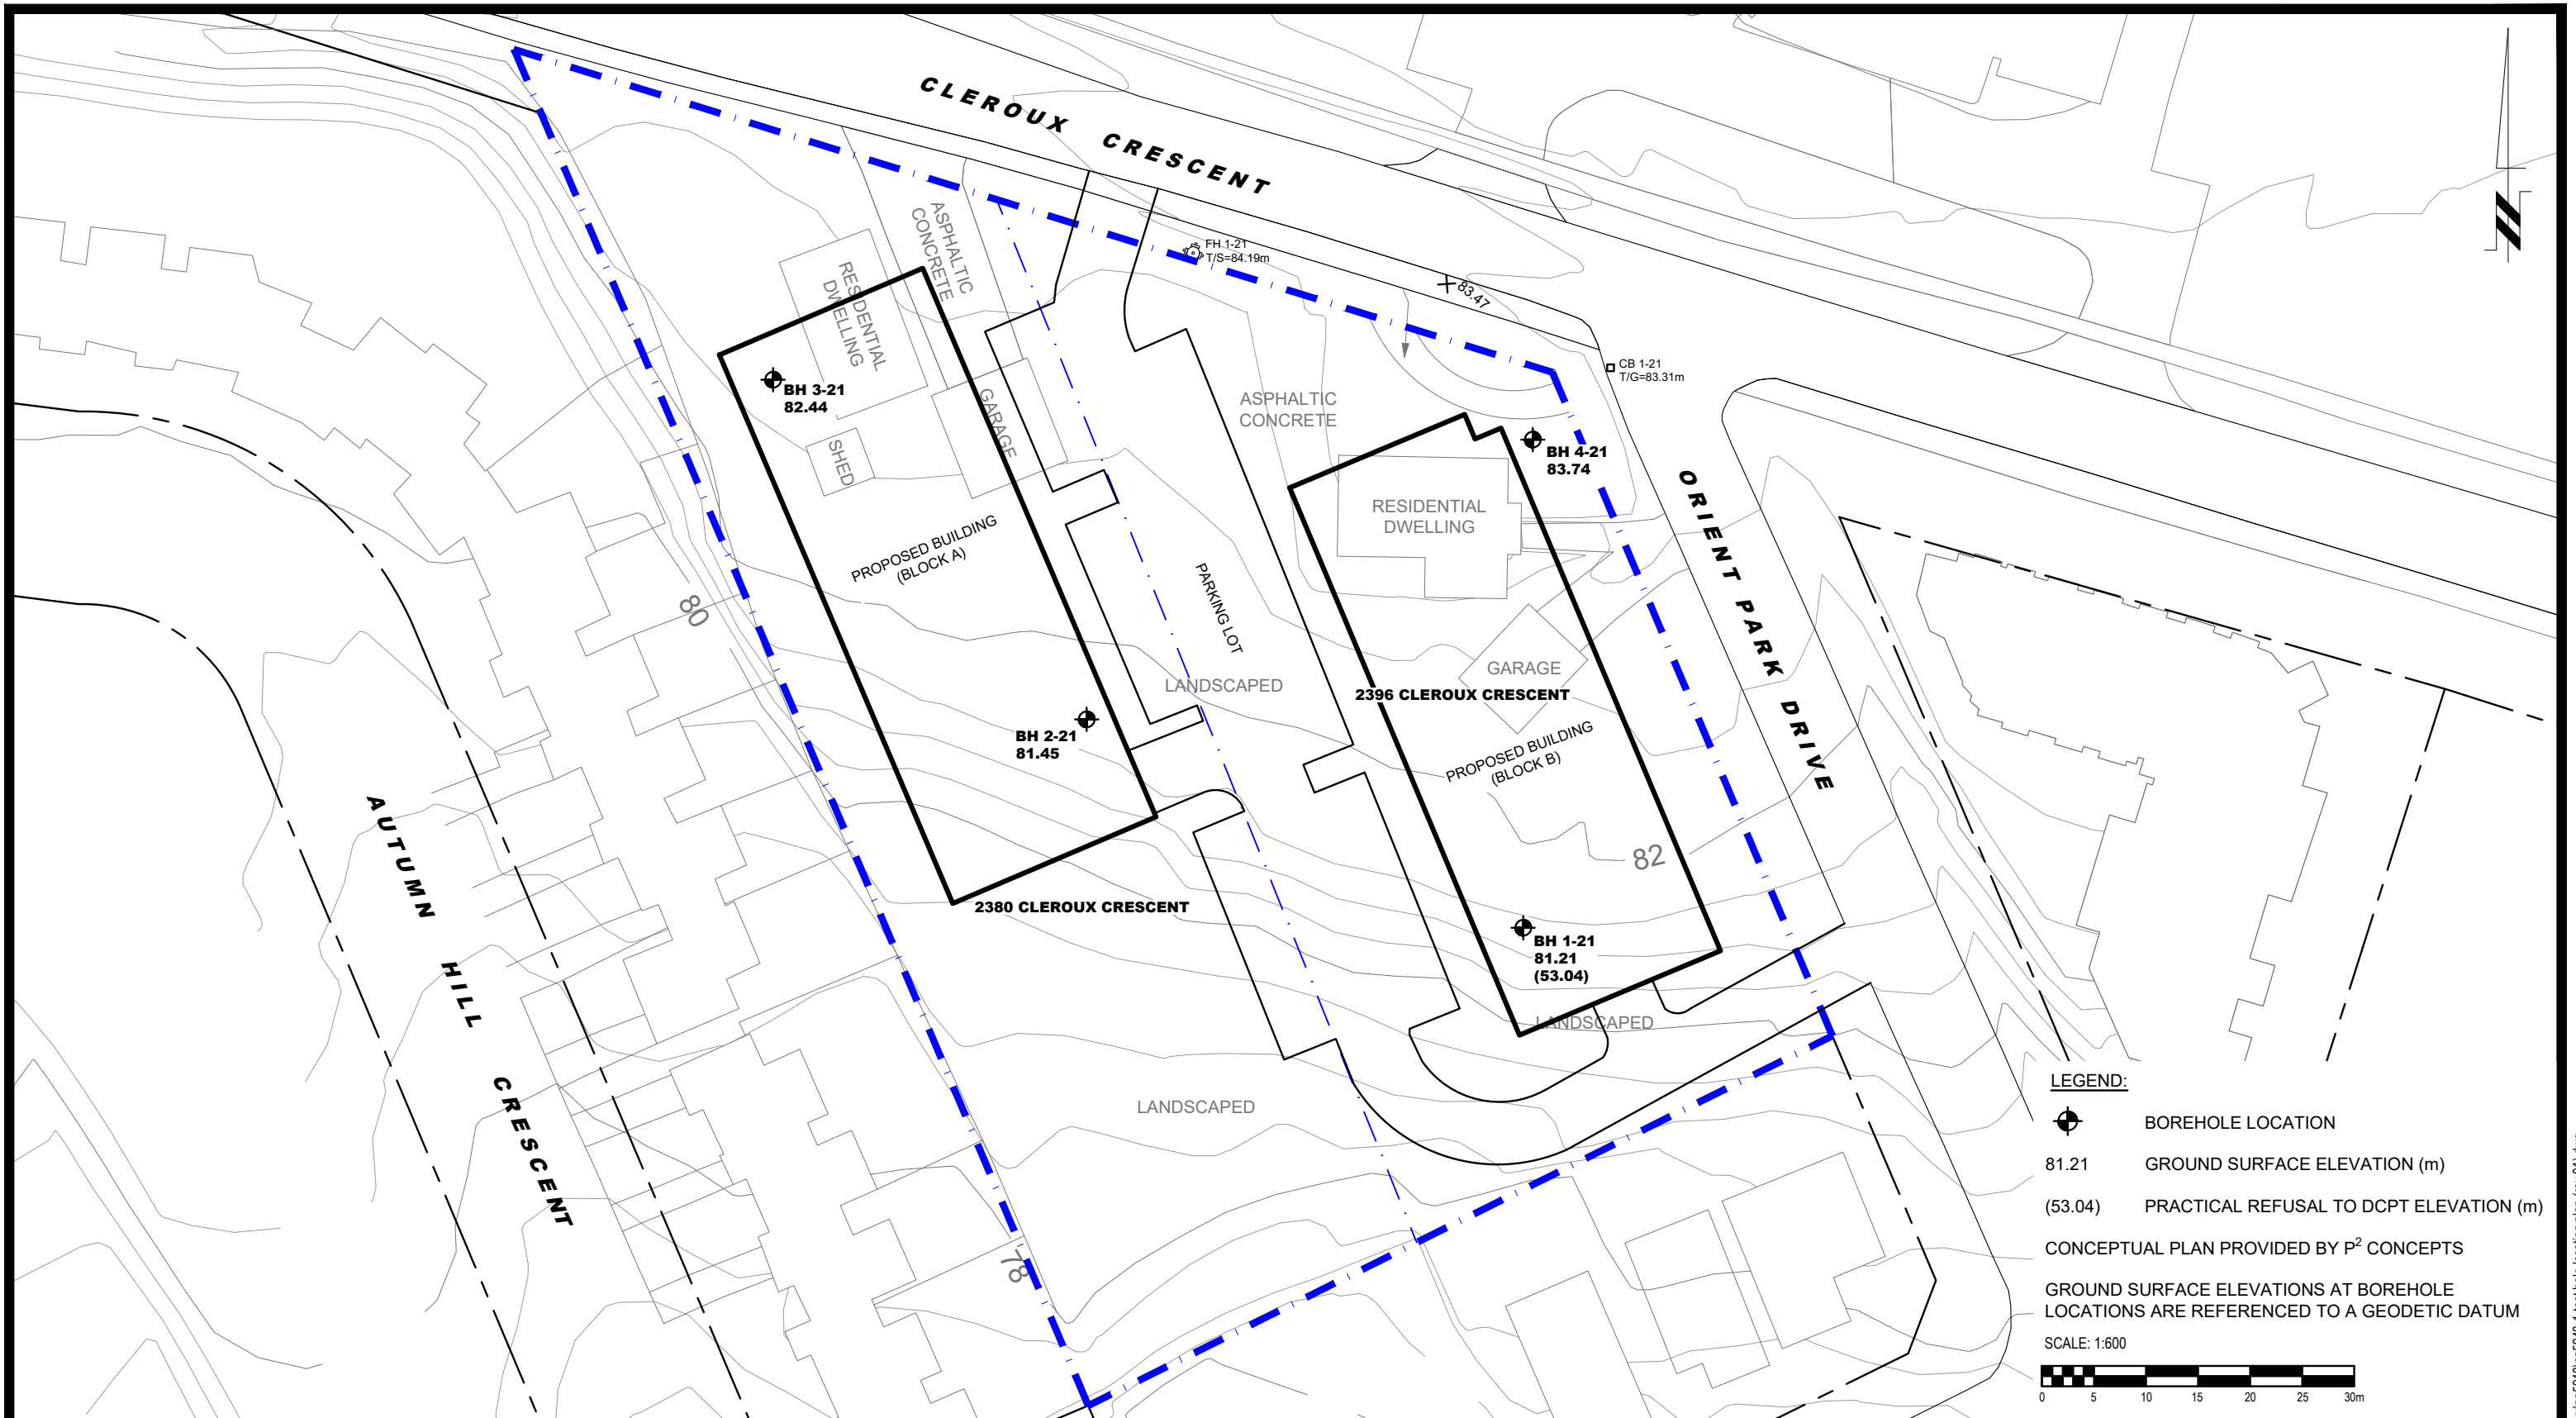 CLEROUX CRESCENT
ASPHALTIC
CONCRETE
FH 1-21
T/S=84.19m
83.47
RESIDENTIAL
DWELLING
CB 1-21
T/G=83.31m
BH 3-21
82.44
GARAGE
SHED
ASPHALTIC
CONCRETE
BH 4-21
83.74
RESIDENTIAL
DWELLING
ORIENT PARK DRIVE
PROPOSED BUILDING
(BLOCK A)
PARKING LOT
80
GARAGE
LANDSCAPED
2396 CLEROUX CRESCENT
BH 2-21
81.45
PROPOSED BUILDING
(BLOCK B)
82
AUTUMN HILL CRESCENT
2380 CLEROUX CRESCENT
BH 1-21
81.21
(53.04)
LANDSCAPED
LANDSCAPED
78
LEGEND:
BOREHOLE LOCATION
81.21 GROUND SURFACE ELEVATION (m)
(53.04) PRACTICAL REFUSAL TO DCPT ELEVATION (m)
CONCEPTUAL PLAN PROVIDED BY P² CONCEPTS
GROUND SURFACE ELEVATIONS AT BOREHOLE
LOCATIONS ARE REFERENCED TO A GEODETIC DATUM
SCALE: 1:600
0 5 10 15 20 25 30m